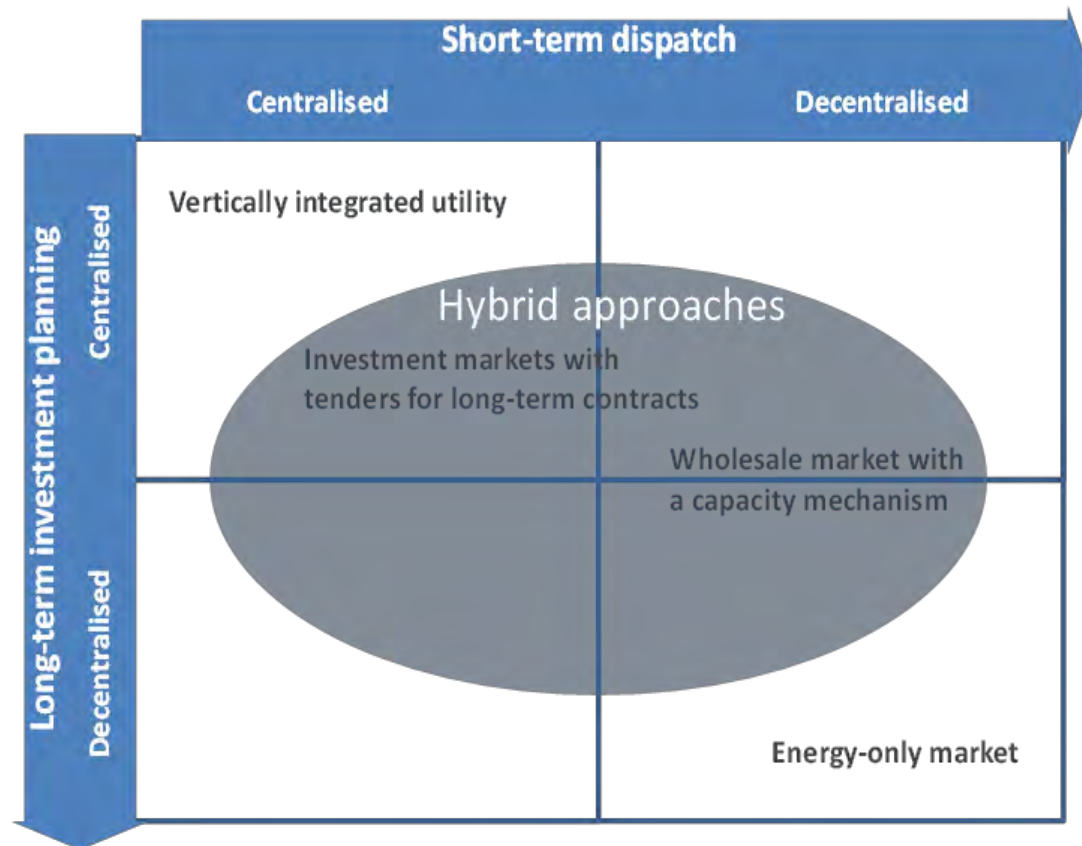 Short-term dispatch
Centralised
Decentralised
Long-term investment planning
Centralised
Decentralised
Vertically integrated utility
Hybrid approaches
Investment markets with
tenders for long-term contracts
Wholesale market with
a capacity mechanism
Energy-only market